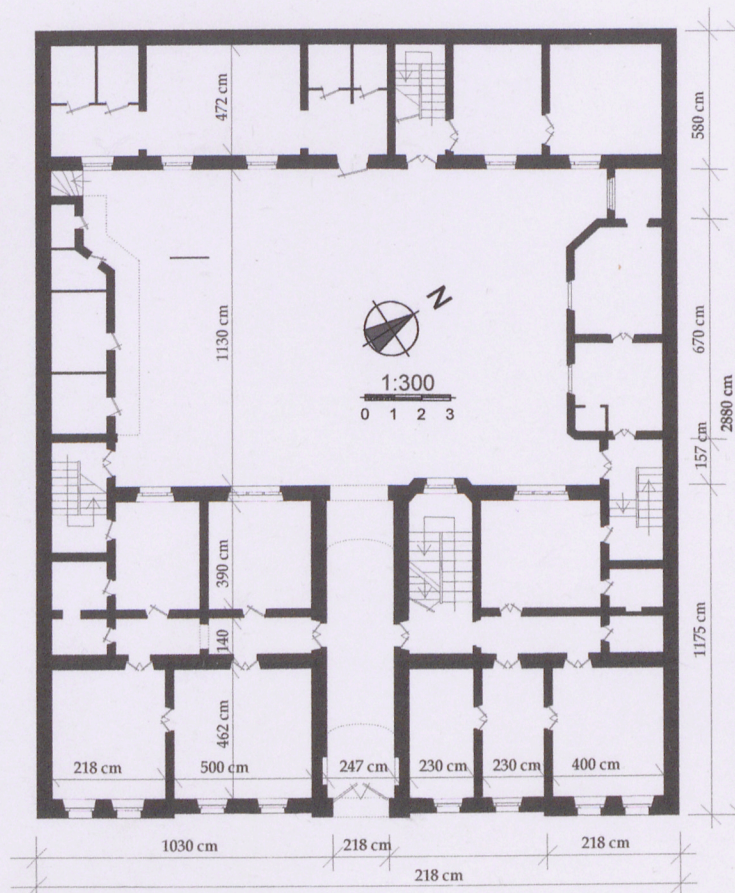 472 cm
580 cm
N
1130 cm
1:300
0 1 2 3
670 cm
2880 cm
157 cm
390 cm
140
1175 cm
462 cm
218 cm
500 cm
247 cm
230 cm
230 cm
400 cm
1030 cm
218 cm
218 cm
218 cm